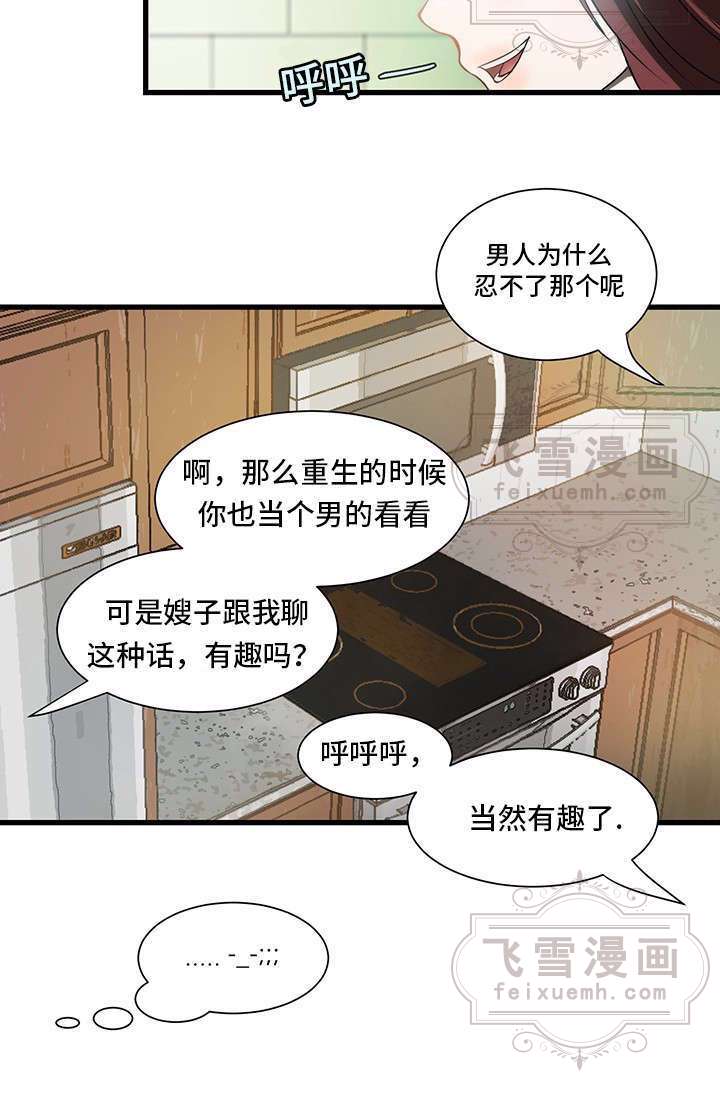 呼呼
男人为什么
忍不了那个呢
飞雪漫画
feixuemh.com
啊，那么重生的时候
你也当个男的看看
可是嫂子跟我聊
这种话，有趣吗？
呼呼呼，
当然有趣了.
..... -_-;;;
飞雪漫画
feixuemh.com